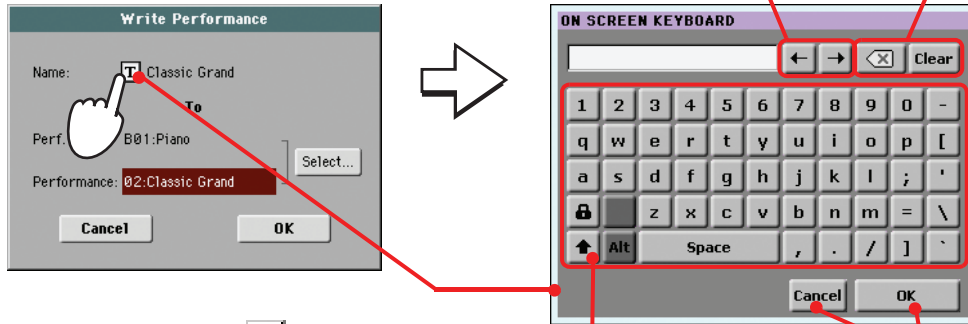 Write Performance
Name: T Classic Grand
To
Perf. B01:Piano
Select...
Performance: 02:Classic Grand
Cancel OK
ON SCREEN KEYBOARD
← → ⌫ Clear
1 2 3 4 5 6 7 8 9 0 -
q w e r t y u i o p [
a s d f g h j k l ; '
z x c v b n m = \
Alt Space , . / ] `
Cancel OK